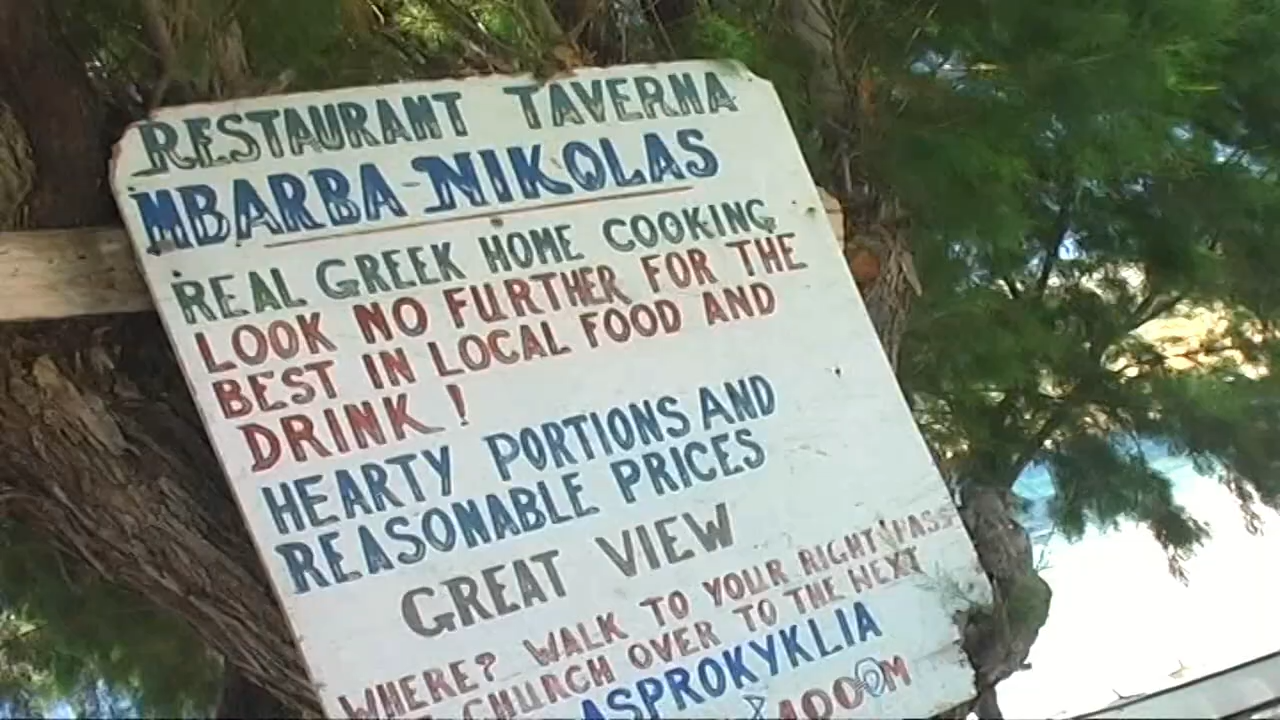 RESTAURANT TAVERNA
MBARBA-NIKOLAS
REAL GREEK HOME COOKING
LOOK NO FURTHER FOR THE
BEST IN LOCAL FOOD AND
DRINK!
HEARTY PORTIONS AND
REASONABLE PRICES
GREAT VIEW
WHERE? WALK TO YOUR RIGHT (PASS
CHURCH OVER TO THE NEXT
ASPROKYKLIA